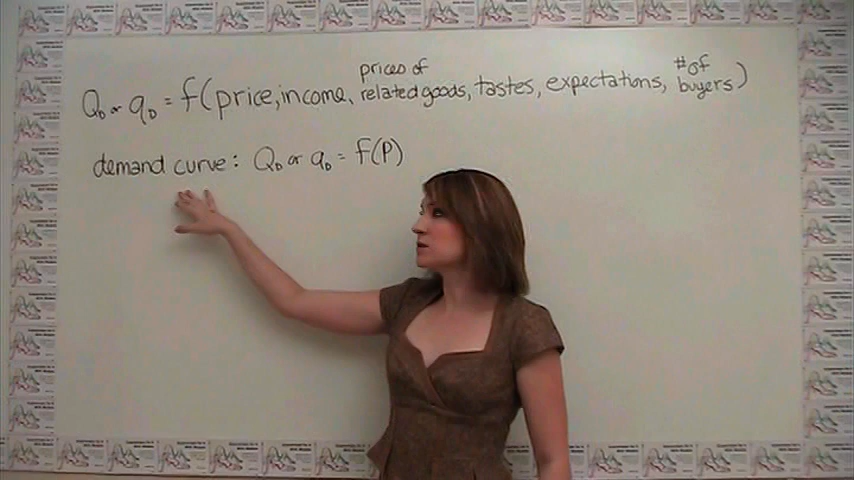 Q_D or q_D = f(price, income, prices of related goods, tastes, expectations, # of buyers)
demand curve: Q_D or q_D = f(P)